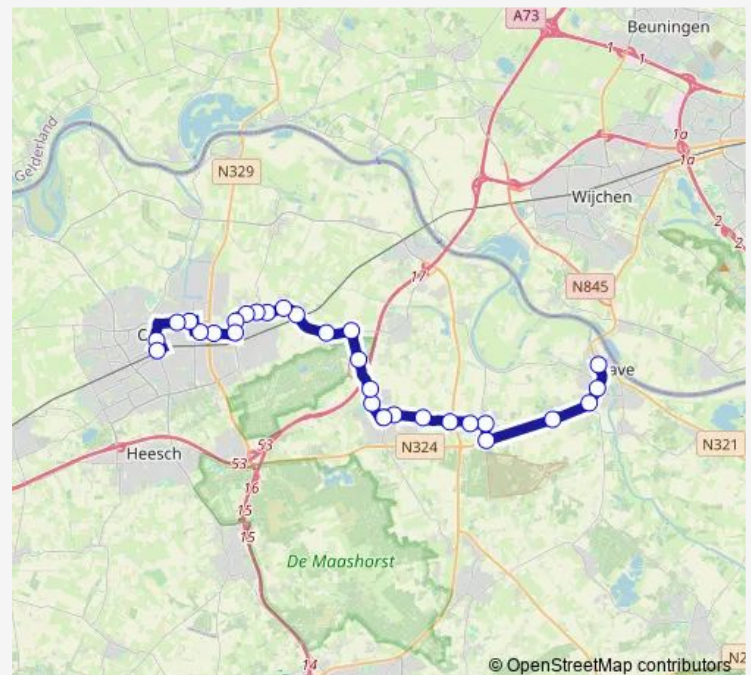 A73
Beuningen
1
1
Gelderland
1a
1a
N329
Wijchen
2
2
17
N845
ave
N324
N321
Heesch
53
53
16
15
15
De Maashorst
14
© OpenStreetMap contributors